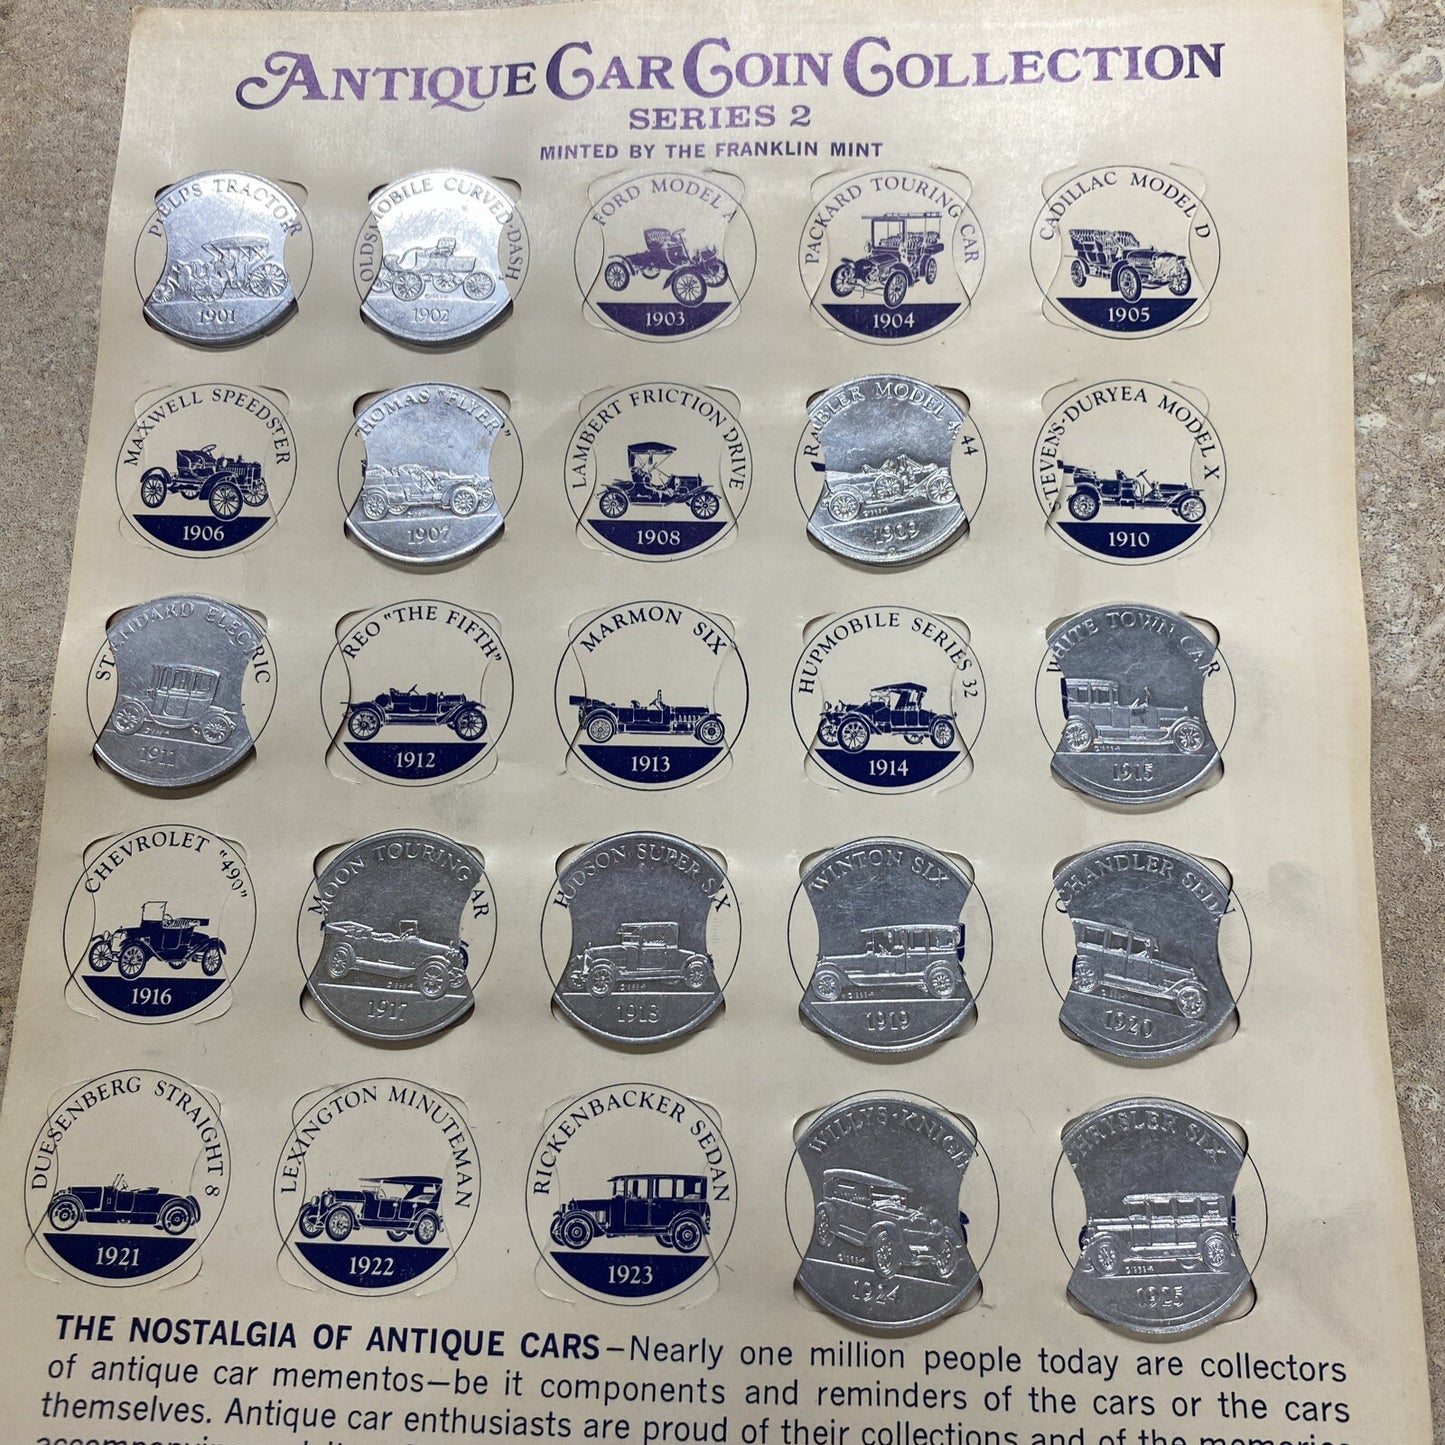 ANTIQUE CAR COIN COLLECTION
SERIES 2
MINTED BY THE FRANKLIN MINT
PHELPS TRACTOR
1901
OLDSMOBILE CURVED-DASH
1902
FORD MODEL A
1903
PACKARD TOURING CAR
1904
CADILLAC MODEL D
1905
MAXWELL SPEEDSTER
1906
THOMAS "FLYER"
1907
LAMBERT FRICTION DRIVE
1908
RAMBLER MODEL 44
1909
STEVENS-DURYEA MODEL X
1910
STANDARD ELECTRIC
1911
REO "THE FIFTH"
1912
MARMON SIX
1913
HUPMOBILE SERIES 32
1914
WHITE TOWN CAR
1915
CHEVROLET "490"
1916
MOON TOURING CAR
1917
HUDSON SUPER SIX
1918
WINTON SIX
1919
CHANDLER SEDAN
1920
DUESENBERG STRAIGHT 8
1921
LEXINGTON MINUTEMAN
1922
RICKENBACKER SEDAN
1923
WILLYS-KNIGHT
1924
CHRYSLER SIX
1925
THE NOSTALGIA OF ANTIQUE CARS—Nearly one million people today are collectors
of antique car mementos—be it components and reminders of the cars or the cars
themselves. Antique car enthusiasts are proud of their collections and of the memories